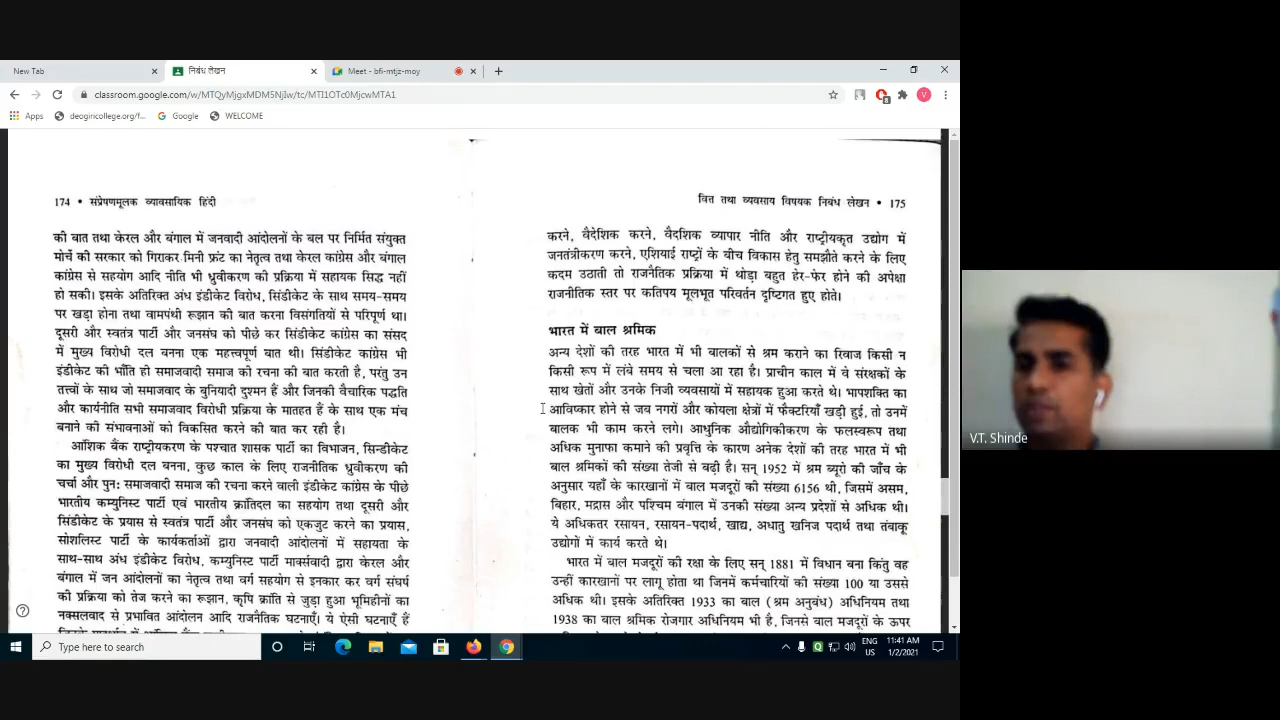 New Tab
निबंध लेखन
Meet - bfi-mtjz-moy
classroom.google.com/w/MTQyMjgxMDM5NjIw/tc/MTI1OTc0MjcwMTA1
Apps
deogiricollege.org/f...
Google
WELCOME
174 • संप्रेषणमूलक व्यावसायिक हिंदी
की बात तथा केरल और बंगाल में जनवादी आंदोलनों के बल पर निर्मित संयुक्त
मोर्चे की सरकार को गिराकर मिनी फ्रंट का नेतृत्व तथा केरल कांग्रेस और बंगाल
कांग्रेस से सहयोग आदि नीति भी ध्रुवीकरण की प्रक्रिया में सहायक सिद्ध नहीं
हो सकी। इसके अतिरिक्त अंध इंडीकेट विरोध, सिंडीकेट के साथ समय-समय
पर खड़ा होना तथा वामपंथी रूझान की बात करना विसंगतियों से परिपूर्ण था।
दूसरी और स्वतंत्र पार्टी और जनसंघ को पीछे कर सिंडीकेट कांग्रेस का संसद
में मुख्य विरोधी दल बनना एक महत्त्वपूर्ण बात थी। सिंडीकेट कांग्रेस भी
इंडीकेट की भाँति हो समाजवादी समाज की रचना की बात करती है, परंतु उन
तत्त्वों के साथ जो समाजवाद के बुनियादी दुश्मन हैं और जिनकी वैचारिक पद्धति
और कार्यनीति सभी समाजवाद विरोधी प्रक्रिया के मातहत हैं के साथ एक मंच
बनाने की संभावनाओं को विकसित करने की बात कर रही है।
आंशिक बैंक राष्ट्रीयकरण के पश्चात शासक पार्टी का विभाजन, सिन्डीकेट
का मुख्य विरोधी दल बनना, कुछ काल के लिए राजनीतिक ध्रुवीकरण की
चर्चा और पुन: समाजवादी समाज की रचना करने वाली इंडीकेट कांग्रेस के पीछे
भारतीय कम्युनिस्ट पार्टी एवं भारतीय क्रांतिदल का सहयोग तथा दूसरी और
सिंडीकेट के प्रयास से स्वतंत्र पार्टी और जनसंघ को एकजुट करने का प्रयास,
सोशलिस्ट पार्टी के कार्यकर्ताओं द्वारा जनवादी आंदोलनों में सहायता के
साथ-साथ अंध इंडीकेट विरोध, कम्युनिस्ट पार्टी मार्क्सवादी द्वारा केरल और
बंगाल में जन आंदोलनों का नेतृत्व तथा वर्ग सहयोग से इनकार कर वर्ग संघर्ष
की प्रक्रिया को तेज करने का रूझान, कृषि क्रांति से जुड़ा हुआ भूमिहीनों का
नक्सलवाद से प्रभावित आंदोलन आदि राजनैतिक घटनाएँ। ये ऐसी घटनाएँ हैं
वित्त तथा व्यवसाय विषयक निबंध लेखन • 175
करने, वैदेशिक करने, वैदशिक व्यापार नीति और राष्ट्रीयकृत उद्योग में
जनतंत्रीकरण करने, एशियाई राष्ट्रों के बीच विकास हेतु समझौते करने के लिए
कदम उठाती तो राजनैतिक प्रक्रिया में थोड़ा बहुत हेर-फेर होने की अपेक्षा
राजनीतिक स्तर पर कतिपय मूलभूत परिवर्तन दृष्टिगत हुए होते।
भारत में बाल श्रमिक
अन्य देशों की तरह भारत में भी बालकों से श्रम कराने का रिवाज किसी न
किसी रूप में लंबे समय से चला आ रहा है। प्राचीन काल में वे संरक्षकों के
साथ खेतों और उनके निजी व्यवसायों में सहायक हुआ करते थे। भापशक्ति का
आविष्कार होने से जब नगरों और कोयला क्षेत्रों में फैक्टरियाँ खड़ी हुई, तो उनमें
बालक भी काम करने लगे। आधुनिक औद्योगिकीकरण के फलस्वरूप तथा
अधिक मुनाफा कमाने की प्रवृत्ति के कारण अनेक देशों की तरह भारत में भी
बाल श्रमिकों की संख्या तेजी से बढ़ी है। सन् 1952 में श्रम ब्यूरो की जाँच के
अनुसार यहाँ के कारखानों में बाल मजदूरों की संख्या 6156 थी, जिसमें असम,
बिहार, मद्रास और पश्चिम बंगाल में उनकी संख्या अन्य प्रदेशों से अधिक थी।
ये अधिकतर रसायन, रसायन-पदार्थ, खाद्य, अधातु खनिज पदार्थ तथा तंवाकू
उद्योगों में कार्य करते थे।
भारत में बाल मजदूरों की रक्षा के लिए सन् 1881 में विधान बना किंतु वह
उन्हीं कारखानों पर लागू होता था जिनमें कर्मचारियों की संख्या 100 या उससे
अधिक थी। इसके अतिरिक्त 1933 का बाल (श्रम अनुबंध) अधिनियम तथा
1938 का बाल श्रमिक रोजगार अधिनियम भी है, जिनसे बाल मजदूरों के ऊपर
V.T. Shinde
Type here to search
ENG
US
11:41 AM
1/2/2021